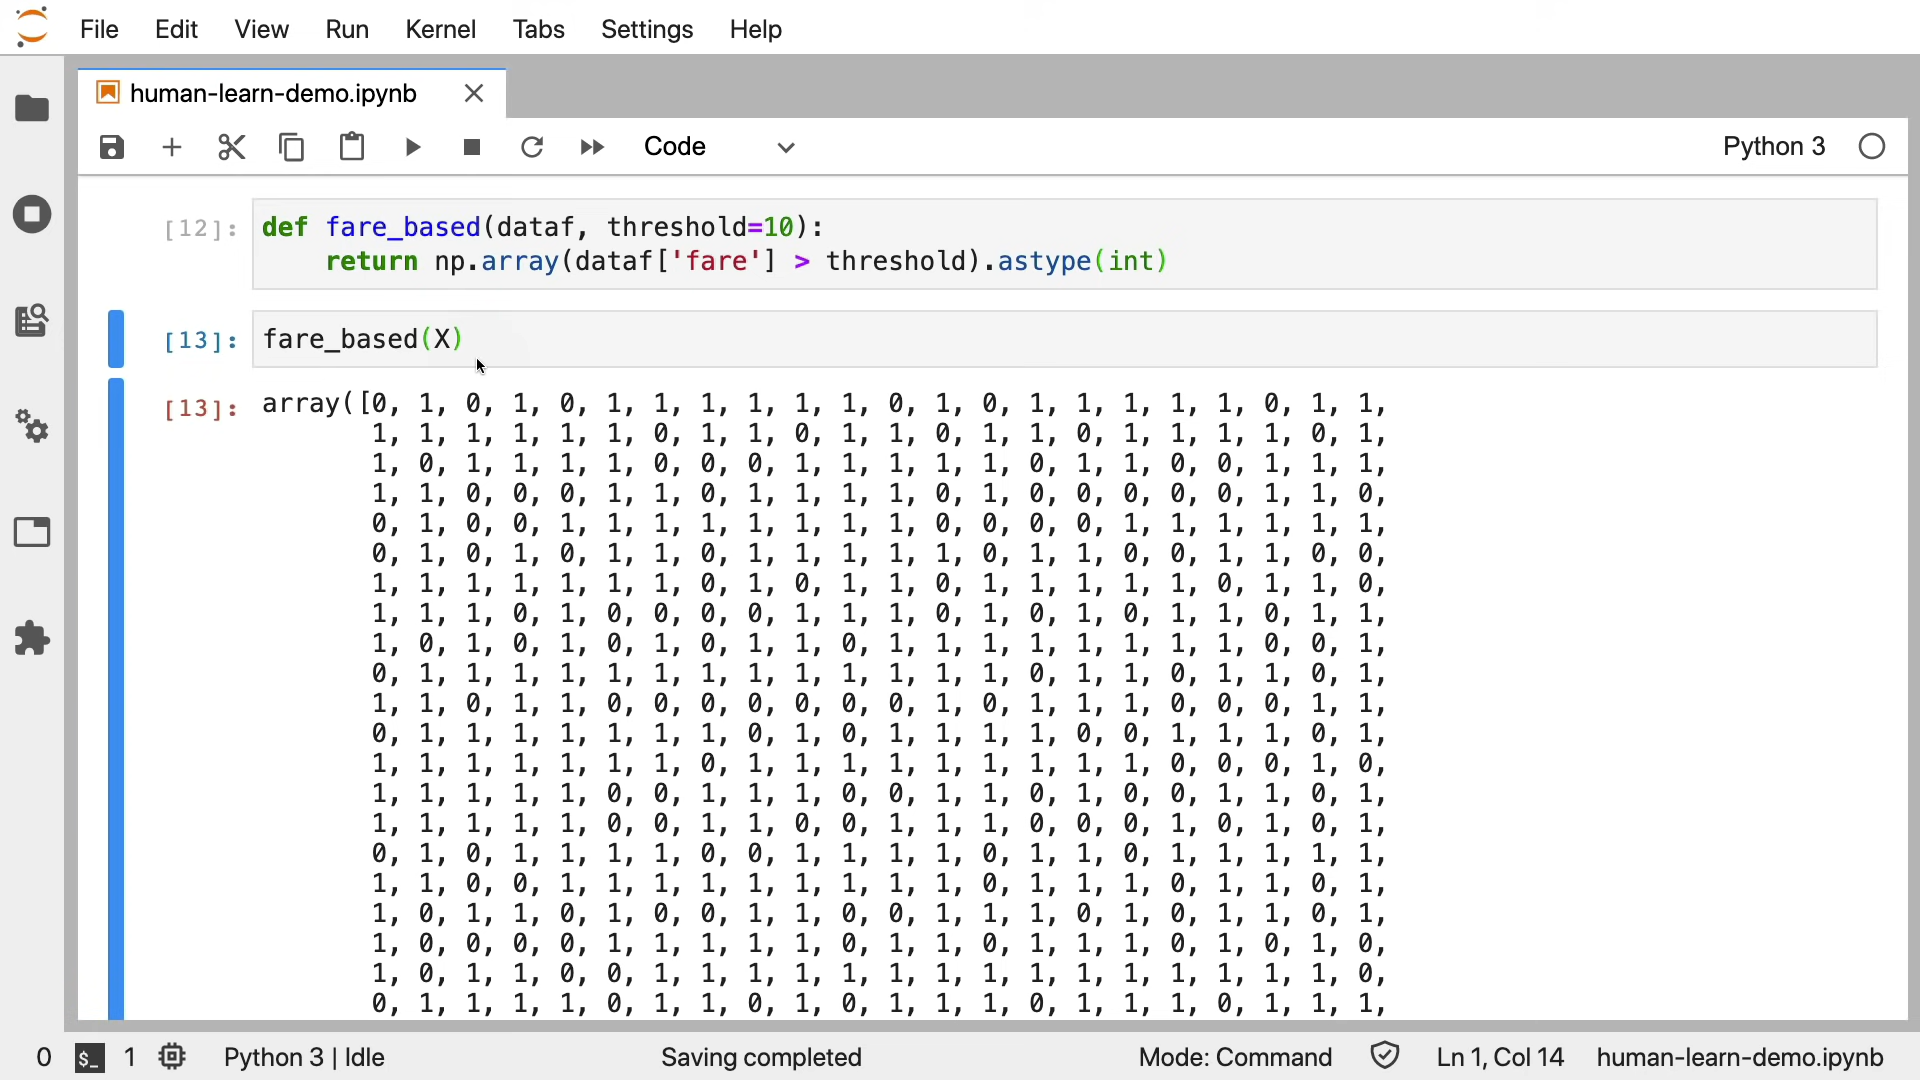 File Edit View Run Kernel Tabs Settings Help
human-learn-demo.ipynb
Code
Python 3
[12]: def fare_based(dataf, threshold=10):
return np.array(dataf['fare'] > threshold).astype(int)
[13]: fare_based(X)
[13]: array([0, 1, 0, 1, 0, 1, 1, 1, 1, 1, 1, 0, 1, 0, 1, 1, 1, 1, 1, 0, 1, 1,
1, 1, 1, 1, 1, 1, 0, 1, 1, 0, 1, 1, 0, 1, 1, 0, 1, 1, 1, 1, 0, 1,
1, 0, 1, 1, 1, 1, 0, 0, 0, 1, 1, 1, 1, 1, 0, 1, 1, 0, 0, 1, 1, 1,
1, 1, 0, 0, 0, 1, 1, 0, 1, 1, 1, 1, 0, 1, 0, 0, 0, 0, 0, 1, 1, 0,
0, 1, 0, 0, 1, 1, 1, 1, 1, 1, 1, 1, 0, 0, 0, 0, 1, 1, 1, 1, 1, 1,
0, 1, 0, 1, 0, 1, 1, 0, 1, 1, 1, 1, 1, 0, 1, 1, 0, 0, 1, 1, 0, 0,
1, 1, 1, 1, 1, 1, 1, 0, 1, 0, 1, 1, 0, 1, 1, 1, 1, 1, 0, 1, 1, 0,
1, 1, 1, 0, 1, 0, 0, 0, 0, 1, 1, 1, 0, 1, 0, 1, 0, 1, 1, 0, 1, 1,
1, 0, 1, 0, 1, 0, 1, 0, 1, 1, 0, 1, 1, 1, 1, 1, 1, 1, 1, 0, 0, 1,
0, 1, 1, 1, 1, 1, 1, 1, 1, 1, 1, 1, 1, 1, 0, 1, 1, 0, 1, 1, 0, 1,
1, 1, 0, 1, 1, 0, 0, 0, 0, 0, 0, 0, 1, 0, 1, 1, 1, 0, 0, 0, 1, 1,
0, 1, 1, 1, 1, 1, 1, 1, 0, 1, 0, 1, 1, 1, 1, 0, 0, 1, 1, 1, 0, 1,
1, 1, 1, 1, 1, 1, 1, 0, 1, 1, 1, 1, 1, 1, 1, 1, 1, 0, 0, 0, 1, 0,
1, 1, 1, 1, 1, 0, 0, 1, 1, 1, 0, 0, 1, 1, 0, 1, 0, 0, 1, 1, 0, 1,
1, 1, 1, 1, 1, 0, 0, 1, 1, 0, 0, 1, 1, 1, 0, 0, 0, 1, 0, 1, 0, 1,
0, 1, 0, 1, 1, 1, 1, 0, 0, 1, 1, 1, 1, 0, 1, 1, 0, 1, 1, 1, 1, 1,
1, 1, 0, 0, 1, 1, 1, 1, 1, 1, 1, 1, 1, 0, 1, 1, 1, 0, 1, 1, 0, 1,
1, 0, 1, 1, 0, 1, 0, 0, 1, 1, 0, 0, 1, 1, 1, 0, 1, 0, 1, 1, 0, 1,
1, 0, 0, 0, 0, 1, 1, 1, 1, 1, 0, 1, 1, 0, 1, 1, 1, 0, 1, 0, 1, 0,
1, 0, 1, 1, 0, 0, 1, 1, 1, 1, 1, 1, 1, 1, 1, 1, 1, 1, 1, 1, 1, 0,
0, 1, 1, 1, 1, 0, 1, 1, 0, 1, 0, 1, 1, 1, 0, 1, 1, 1, 0, 1, 1, 1,
0 $_ 1 Python 3 | Idle Saving completed Mode: Command Ln 1, Col 14 human-learn-demo.ipynb